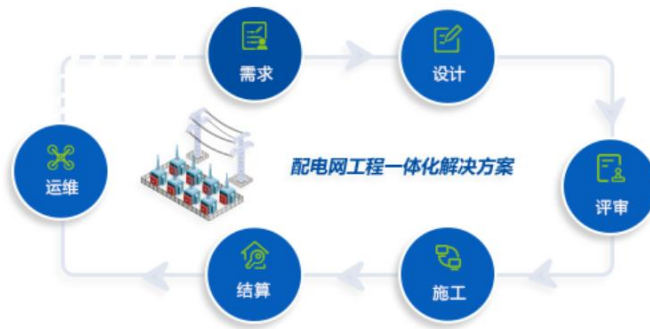 需求
设计
配电网工程一体化解决方案
运维
评审
结算
施工